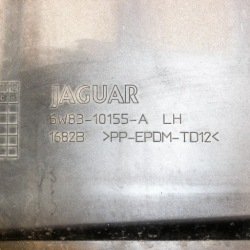 JAGUAR
6W83-10155-A LH
1682B >PP-EPDM-TD12<